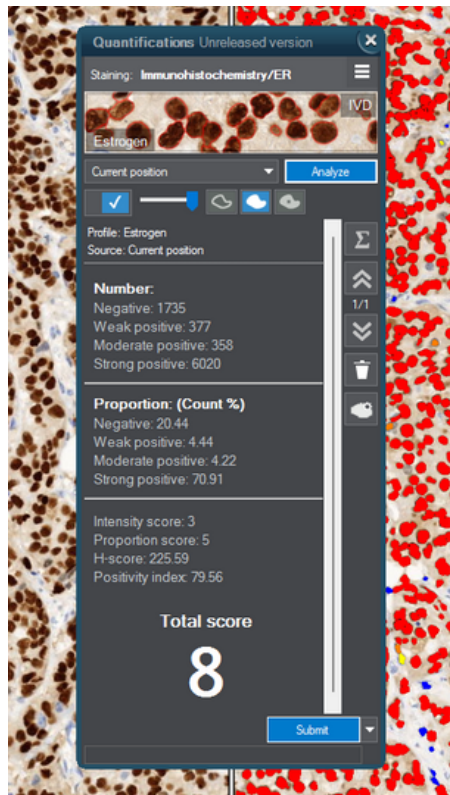 Quantifications Unreleased version
Staining: Immunohistochemistry/ER
IVD
Estrogen
Current position
Analyze
Profile: Estrogen
Source: Current position
Number:
Negative: 1735
Weak positive: 377
Moderate positive: 358
Strong positive: 6020
1/1
Proportion: (Count %)
Negative: 20.44
Weak positive: 4.44
Moderate positive: 4.22
Strong positive: 70.91
Intensity score: 3
Proportion score: 5
H-score: 225.59
Positivity index: 79.56
Total score
8
Submit